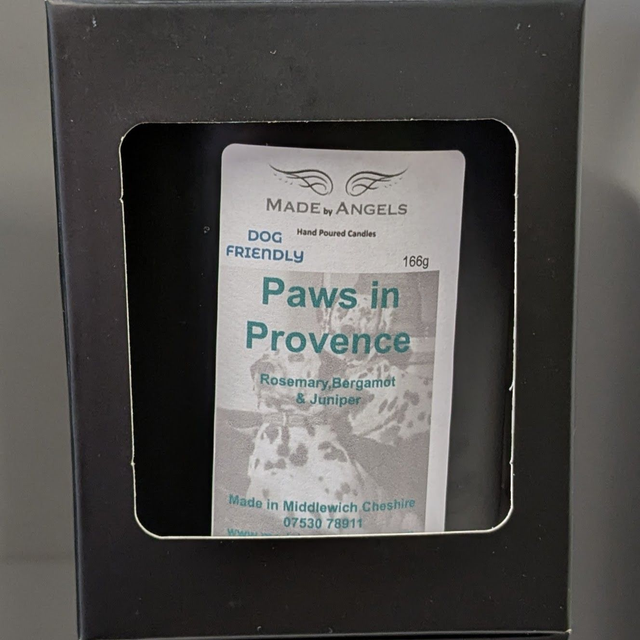 MADE by ANGELS
Hand Poured Candles
DOG
FRIENDLY
166g
Paws in
Provence
Rosemary,Bergamot
& Juniper
Made in Middlewich Cheshire
07530 78911